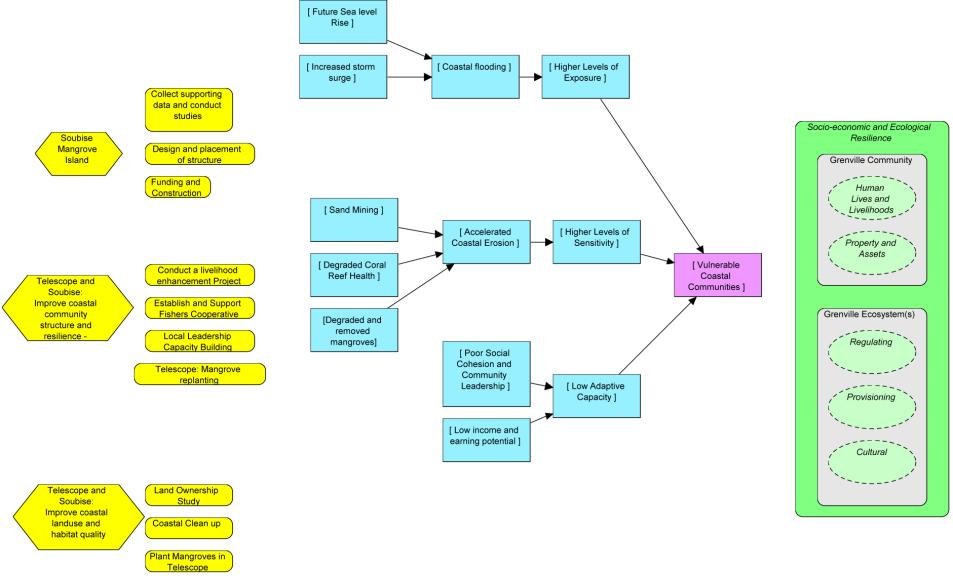 [ Future Sea level
Rise ]
[ Increased storm
surge ]
[ Coastal flooding ]
[ Higher Levels of
Exposure ]
Collect supporting
data and conduct
studies
Soubise
Mangrove
Island
Design and placement
of structure
Funding and
Construction
[ Sand Mining ]
[ Degraded Coral
Reef Health ]
[Degraded and
removed
mangroves]
[ Accelerated
Coastal Erosion ]
[ Higher Levels of
Sensitivity ]
[ Vulnerable
Coastal
Communities ]
Telescope and
Soubise:
Improve coastal
community
structure and
resilience -
Conduct a livelihood
enhancement Project
Establish and Support
Fishers Cooperative
Local Leadership
Capacity Building
Telescope: Mangrove
replanting
[ Poor Social
Cohesion and
Community
Leadership ]
[ Low income and
earning potential ]
[ Low Adaptive
Capacity ]
Telescope and
Soubise:
Improve coastal
landuse and
habitat quality
Land Ownership
Study
Coastal Clean up
Plant Mangroves in
Telescope
Socio-economic and Ecological
Resilience
Grenville Community
Human
Lives and
Livelihoods
Property and
Assets
Grenville Ecosystem(s)
Regulating
Provisioning
Cultural